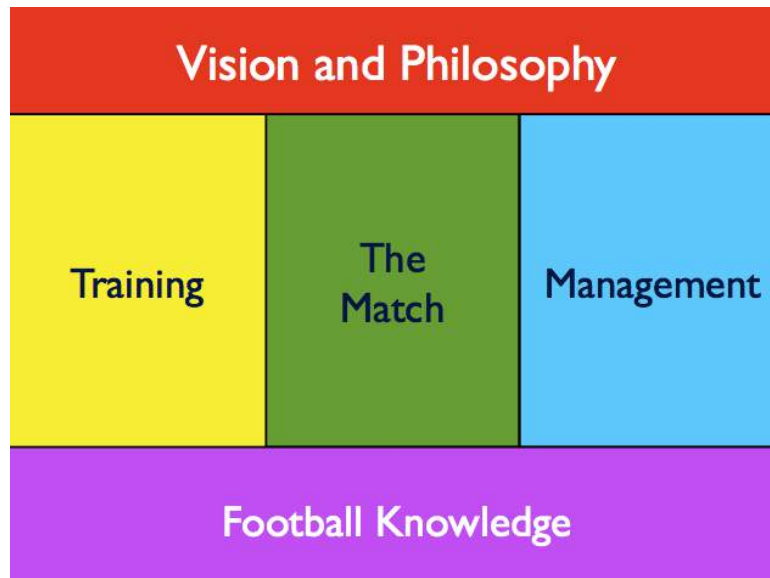 Vision and Philosophy
Training
The
Match
Management
Football Knowledge